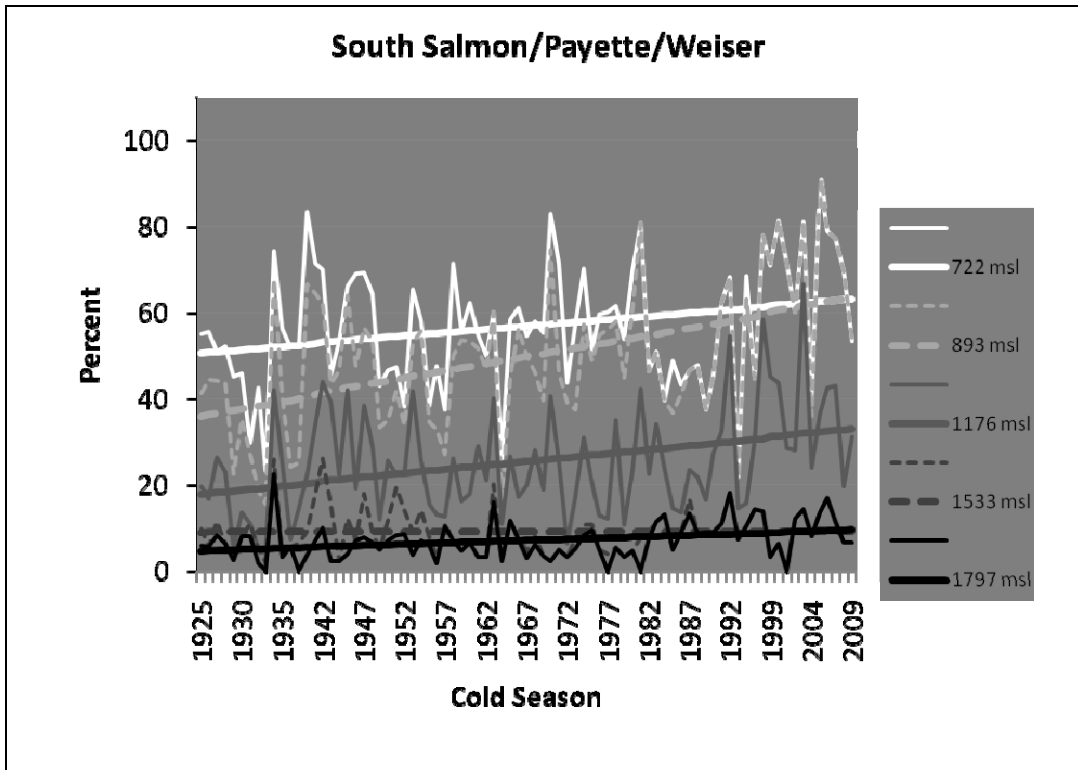 South Salmon/Payette/Weiser
Percent
100
80
60
40
20
0
1925
1930
1935
1942
1947
1952
1957
1962
1967
1972
1977
1982
1987
1992
1999
2004
2009
Cold Season
722 msl
893 msl
1176 msl
1533 msl
1797 msl